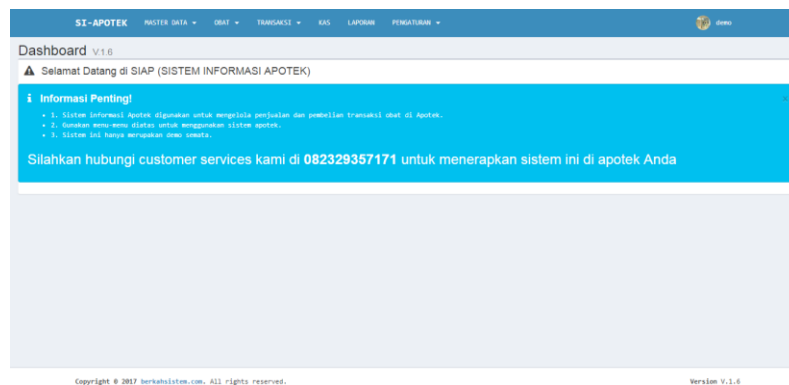 SI-APOTEK MASTER DATA OBAT TRANSAKSI KAS LAPORAN PENGATURAN demo
Dashboard V.1.6
Selamat Datang di SIAP (SISTEM INFORMASI APOTEK)
Informasi Penting!
1. Sistem informasi Apotek digunakan untuk mengelola penjualan dan pembelian transaksi obat di Apotek.
2. Gunakan menu-menu diatas untuk menggunakan sistem apotek.
3. Sistem ini hanya merupakan demo semata.
Silahkan hubungi customer services kami di 082329357171 untuk menerapkan sistem ini di apotek Anda
Copyright © 2017 berkahsistem.com. All rights reserved. Version V.1.6